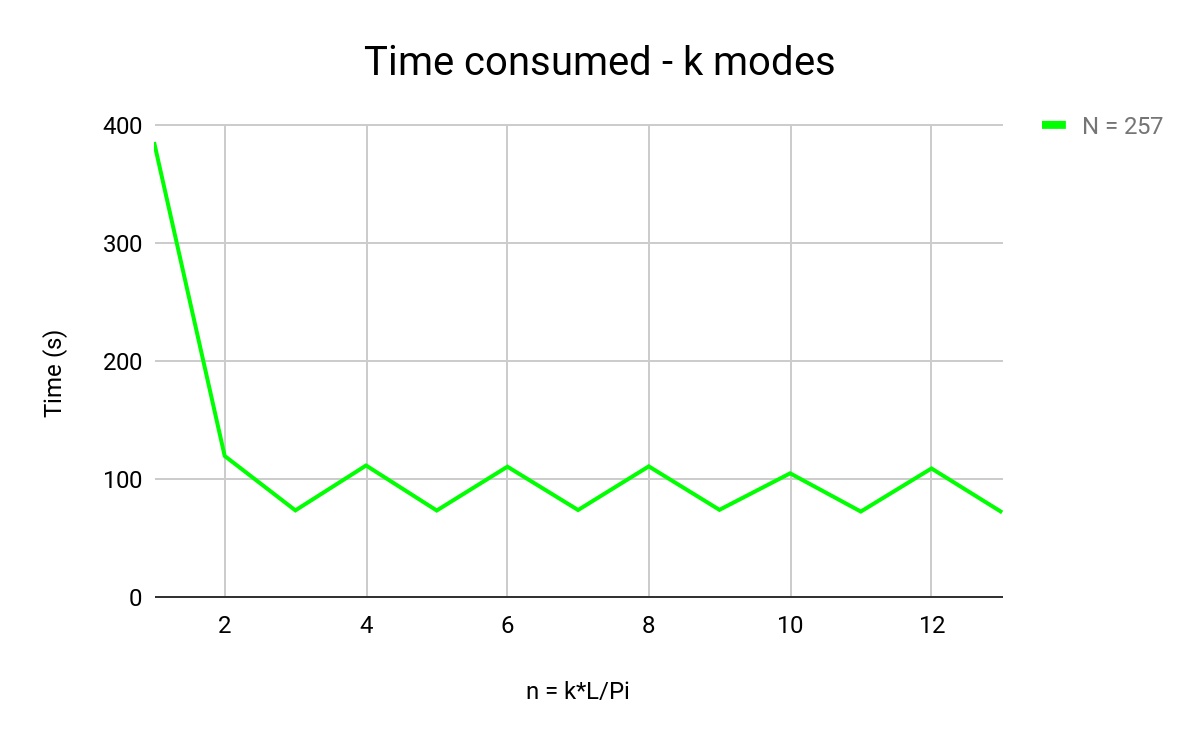 Time consumed - k modes
N = 257
400
300
200
100
0
Time (s)
2 4 6 8 10 12
n = k*L/Pi